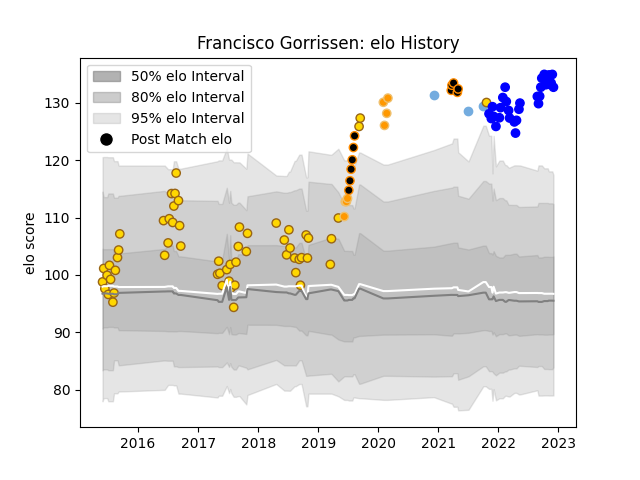 Francisco Gorrissen: elo History
50% elo Interval
80% elo Interval
95% elo Interval
Post Match elo
elo score
130
120
110
100
90
80
2016
2017
2018
2019
2020
2021
2022
2023